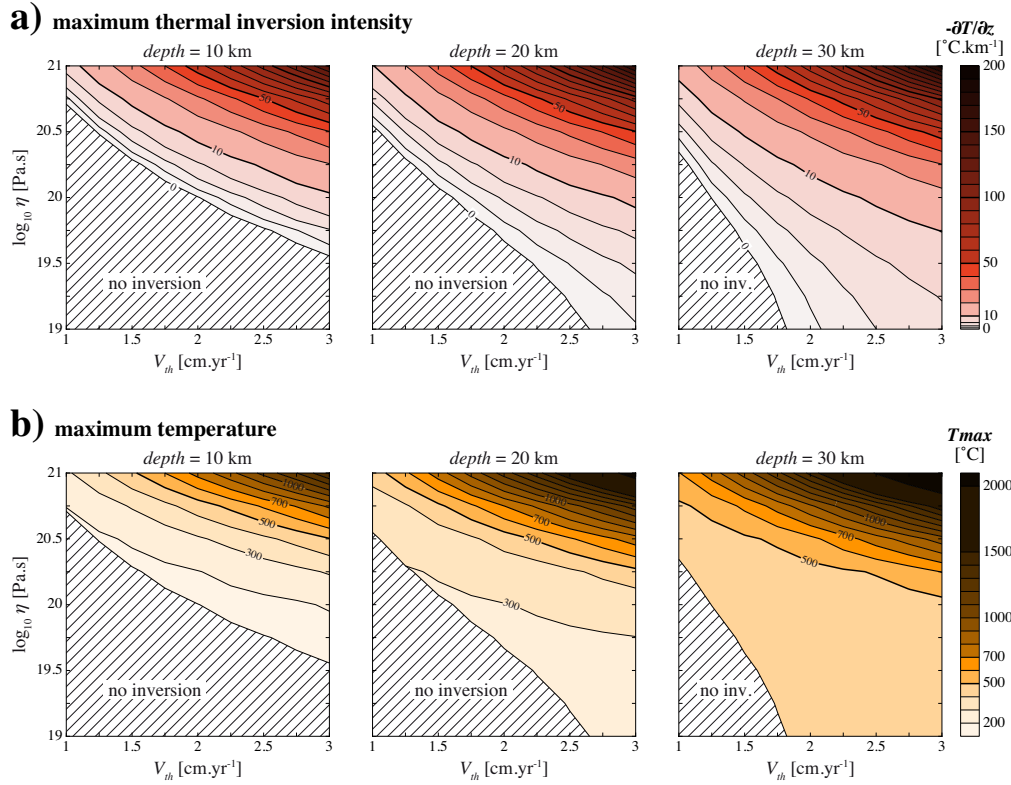 a) maximum thermal inversion intensity
-∂T/∂z
[˚C.km-1]
depth = 10 km
depth = 20 km
depth = 30 km
21
20.5
20
19.5
19
log10 η [Pa.s]
50
10
0
no inversion
1
1.5
2
2.5
3
Vth [cm.yr-1]
50
10
0
no inversion
1
1.5
2
2.5
3
Vth [cm.yr-1]
50
10
0
no inv.
1
1.5
2
2.5
3
Vth [cm.yr-1]
200
150
100
50
10
0
b) maximum temperature
Tmax
[˚C]
depth = 10 km
depth = 20 km
depth = 30 km
21
20.5
20
19.5
19
log10 η [Pa.s]
1000
700
500
300
no inversion
1
1.5
2
2.5
3
Vth [cm.yr-1]
1000
700
500
300
no inversion
1
1.5
2
2.5
3
Vth [cm.yr-1]
1000
700
500
no inv.
1
1.5
2
2.5
3
Vth [cm.yr-1]
2000
1500
1000
700
500
200